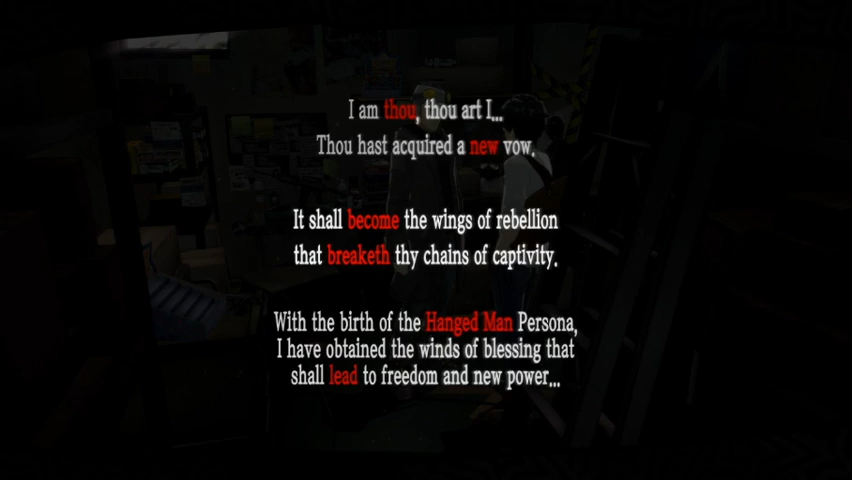 I am thou, thou art I...
Thou hast acquired a new vow.
It shall become the wings of rebellion
that breaketh thy chains of captivity.
With the birth of the Hanged Man Persona,
I have obtained the winds of blessing that
shall lead to freedom and new power...